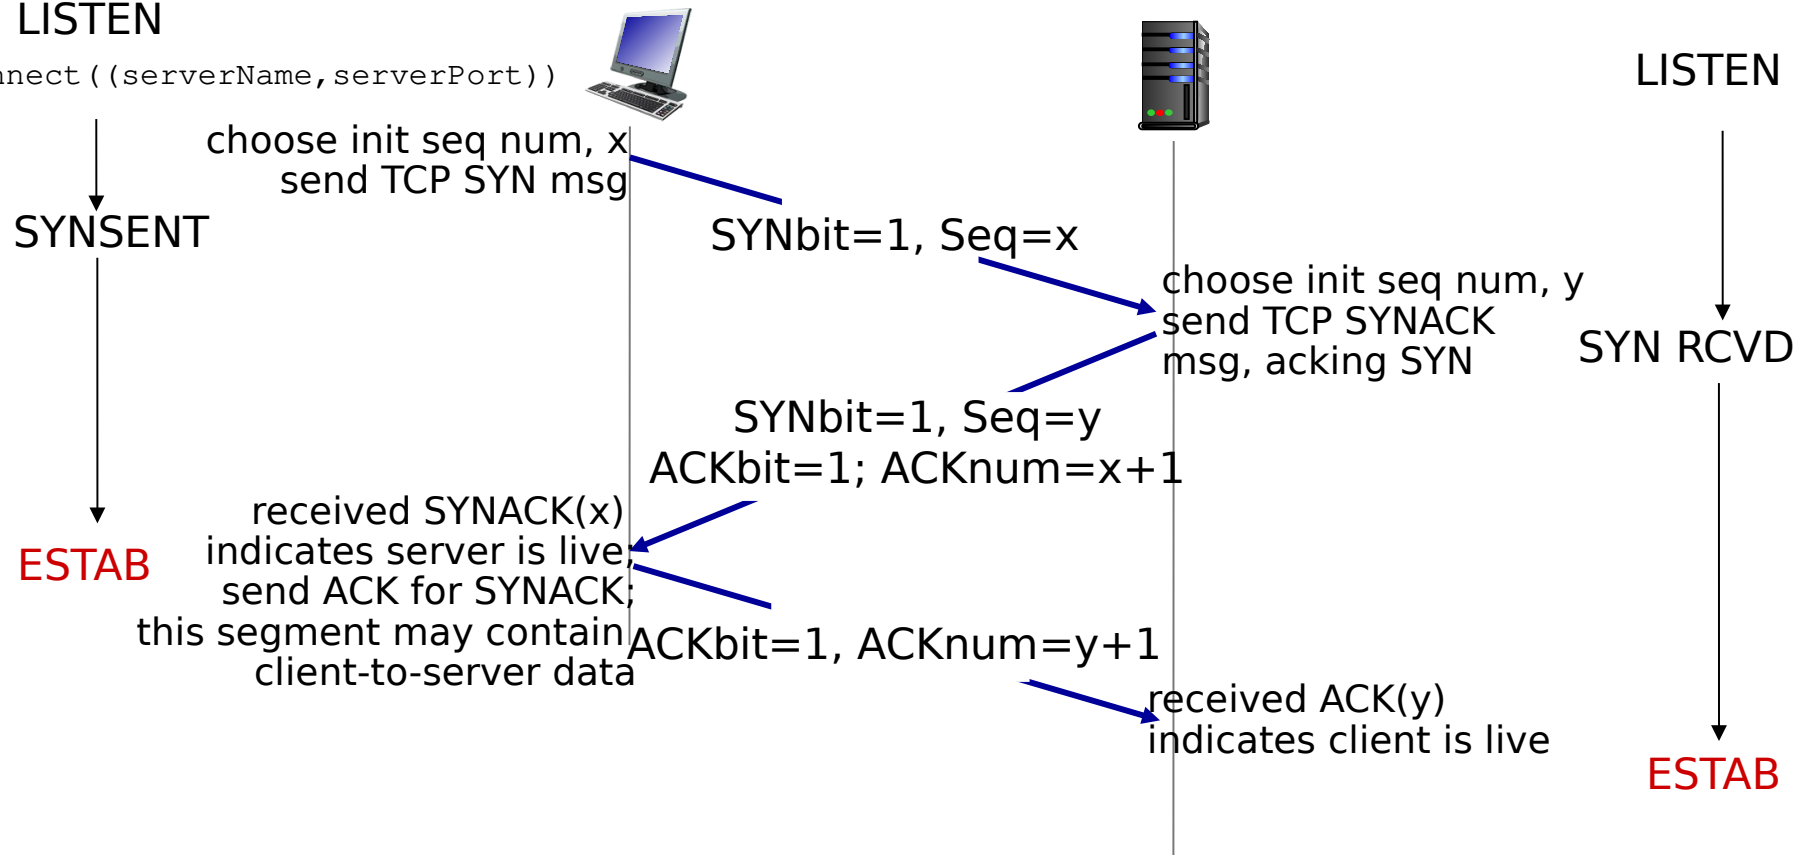 LISTEN
nnect((serverName,serverPort))
LISTEN
choose init seq num, x
send TCP SYN msg
SYNSENT
SYNbit=1, Seq=x
choose init seq num, y
send TCP SYNACK
msg, acking SYN
SYN RCVD
SYNbit=1, Seq=y
ACKbit=1; ACKnum=x+1
received SYNACK(x)
indicates server is live;
send ACK for SYNACK;
this segment may contain
client-to-server data
ESTAB
ACKbit=1, ACKnum=y+1
received ACK(y)
indicates client is live
ESTAB